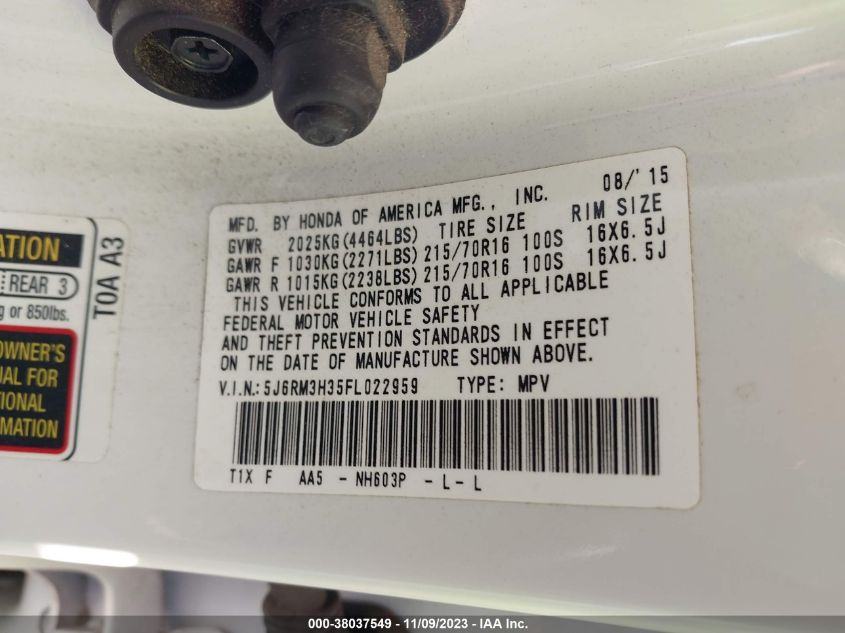 MFD. BY HONDA OF AMERICA MFG., INC. 08/'15
GVWR 2025KG(4464LBS) TIRE SIZE RIM SIZE
GAWR F 1030KG(2271LBS) 215/70R16 100S 16X6.5J
GAWR R 1015KG(2238LBS) 215/70R16 100S 16X6.5J
THIS VEHICLE CONFORMS TO ALL APPLICABLE
FEDERAL MOTOR VEHICLE SAFETY
AND THEFT PREVENTION STANDARDS IN EFFECT
ON THE DATE OF MANUFACTURE SHOWN ABOVE.
V.I.N.: 5J6RM3H35FL022959 TYPE: MPV
T1X F AA5 - NH603P - L - L
ATION
REAR 3
g or 850lbs.
OWNER'S
UAL FOR
TIONAL
RMATION
T0A A3
000-38037549 - 11/09/2023 - IAA Inc.